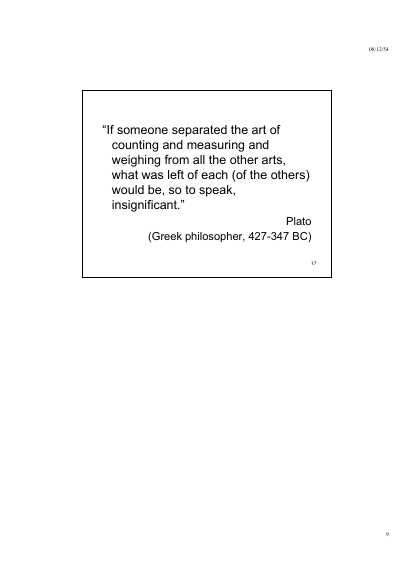 08/12/54
“If someone separated the art of
counting and measuring and
weighing from all the other arts,
what was left of each (of the others)
would be, so to speak,
insignificant.”
Plato
(Greek philosopher, 427-347 BC)
17
9